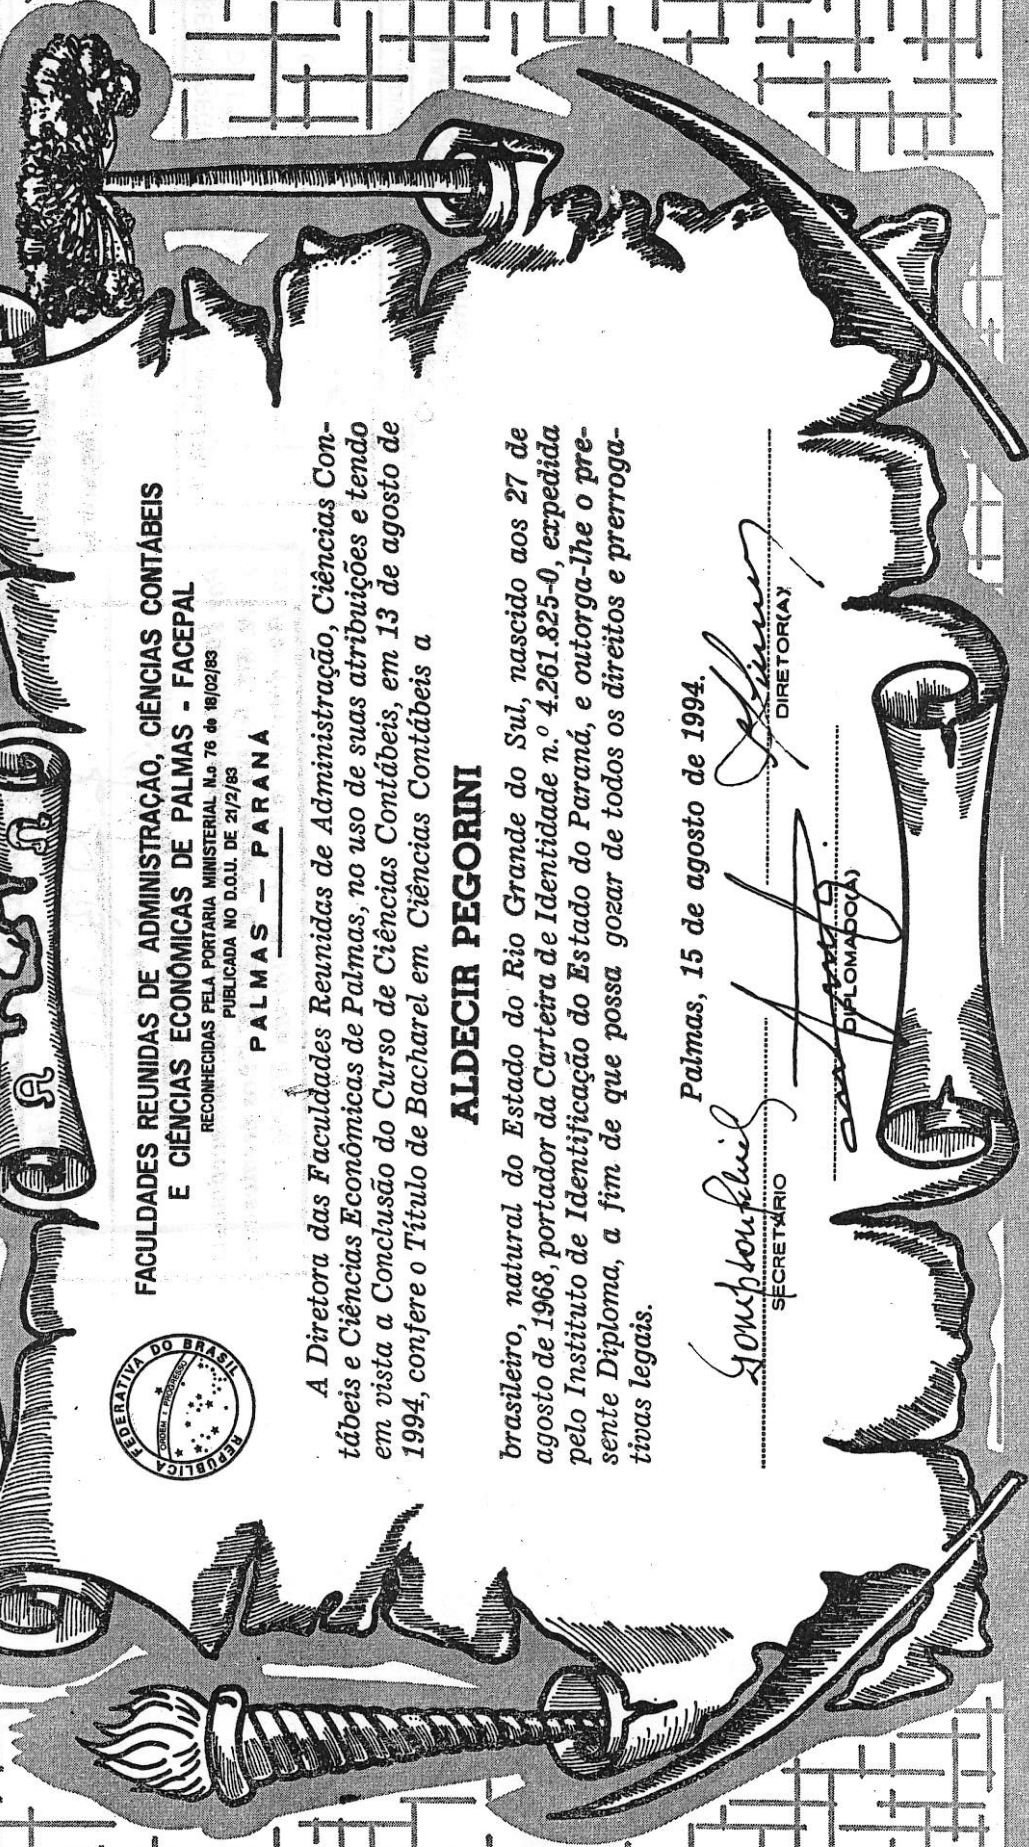 REPÚBLICA FEDERATIVA DO BRASIL
ORDEM E PROGRESSO
FACULDADES REUNIDAS DE ADMINISTRAÇÃO, CIÊNCIAS CONTÁBEIS
E CIÊNCIAS ECONÔMICAS DE PALMAS - FACEPAL
RECONHECIDAS PELA PORTARIA MINISTERIAL N.o 76 de 18/02/83
PUBLICADA NO D.O.U. DE 21/2/83
PALMAS — PARANÁ
A Diretora das Faculdades Reunidas de Administração, Ciências Con-
tábeis e Ciências Econômicas de Palmas, no uso de suas atribuições e tendo
em vista a Conclusão do Curso de Ciências Contábeis, em 13 de agosto de
1994, confere o Título de Bacharel em Ciências Contábeis a
ALDECIR PEGORINI
brasileiro, natural do Estado do Rio Grande do Sul, nascido aos 27 de
agosto de 1968, portador da Carteira de Identidade n.º 4.261.825-0, expedida
pelo Instituto de Identificação do Estado do Paraná, e outorga-lhe o pre-
sente Diploma, a fim de que possa gozar de todos os direitos e prerroga-
tivas legais.
Palmas, 15 de agosto de 1994.
SECRETÁRIO
DIRETOR(A)
DIPLOMADO(A)